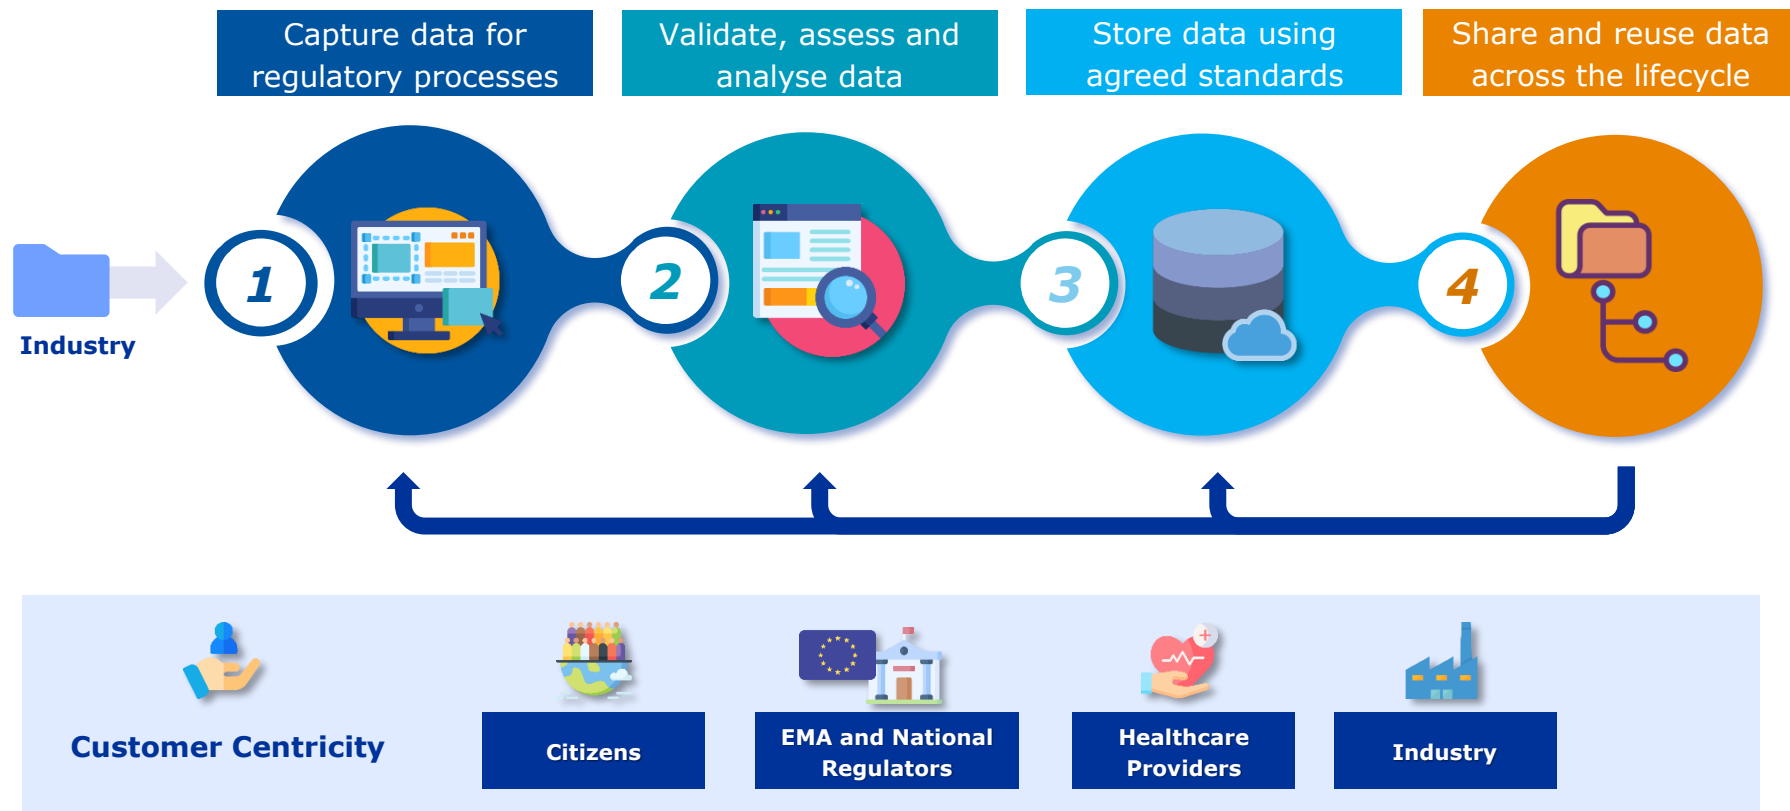 Capture data for
regulatory processes
Validate, assess and
analyse data
Store data using
agreed standards
Share and reuse data
across the lifecycle
1
2
3
4
Industry
Customer Centricity
Citizens
EMA and National
Regulators
Healthcare
Providers
Industry